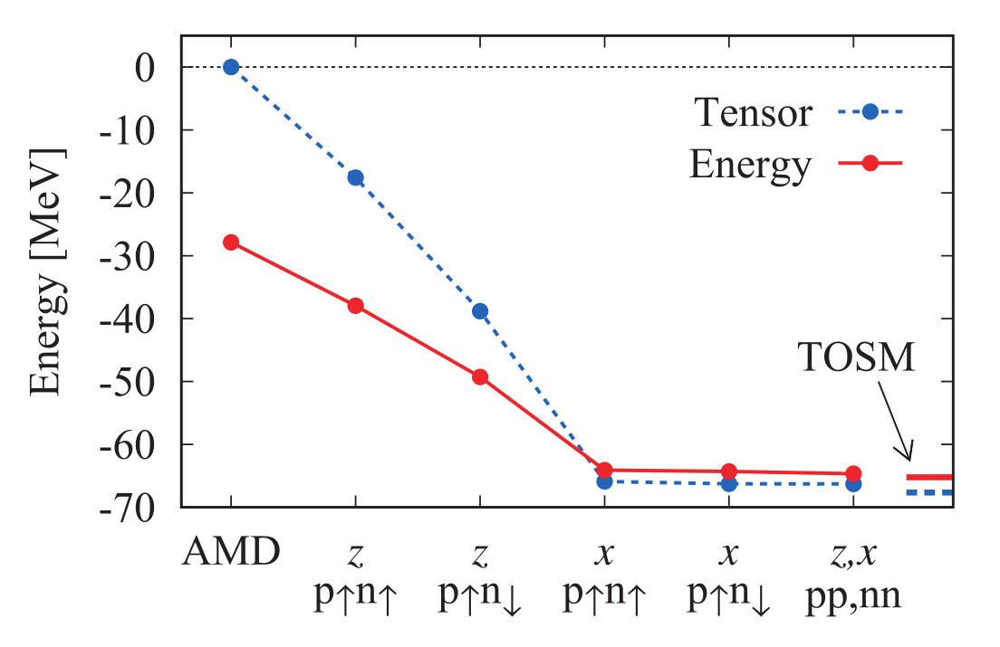 Energy [MeV]
0
-10
-20
-30
-40
-50
-60
-70
Tensor
Energy
TOSM
AMD z z x x z,x
p↑n↑ p↑n↓ p↑n↑ p↑n↓ pp,nn